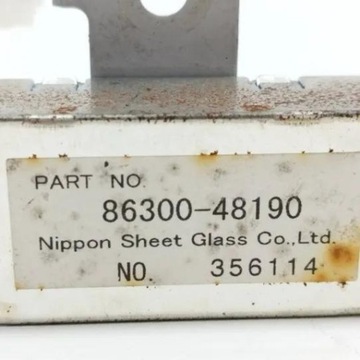 PART NO.
86300-48190
Nippon Sheet Glass Co.,Ltd.
NO. 356114